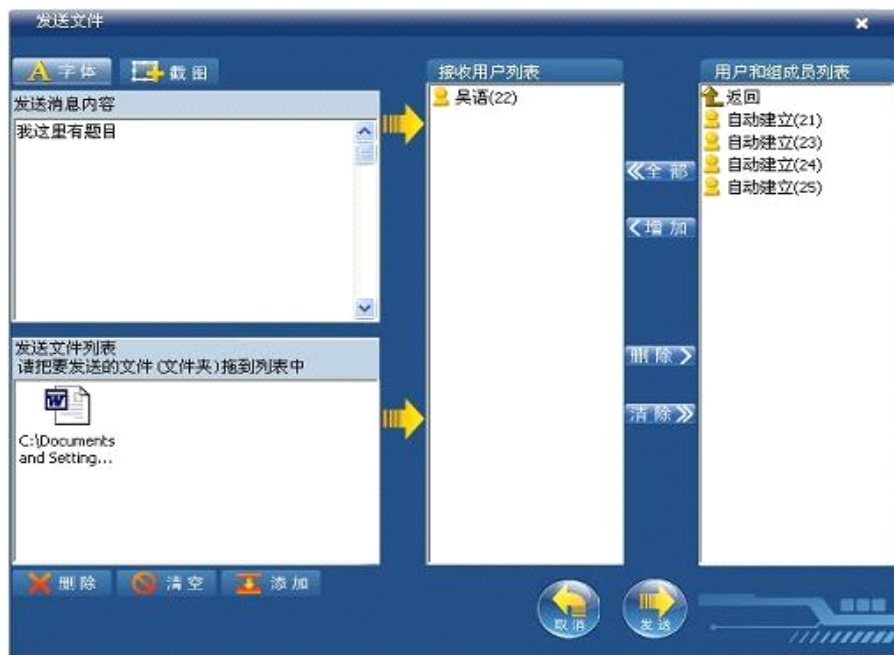 发送文件
字体
截图
发送消息内容
我这里有题目
发送文件列表
请把要发送的文件(文件夹)拖到列表中
C:\Documents
and Setting...
删除
清空
添加
接收用户列表
吴语(22)
全部
增加
删除
清除
用户和组成员列表
返回
自动建立(21)
自动建立(23)
自动建立(24)
自动建立(25)
取消
发送